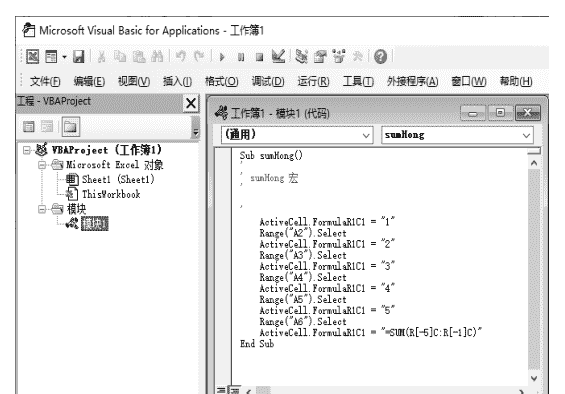 Microsoft Visual Basic for Applications - 工作簿1
文件(F) 编辑(E) 视图(V) 插入(I) 格式(O) 调试(D) 运行(R) 工具(T) 外接程序(A) 窗口(W) 帮助(H)
工程 - VBAProject
VBAProject (工作簿1)
Microsoft Excel 对象
Sheet1 (Sheet1)
ThisWorkbook
模块
模块1
工作簿1 - 模块1 (代码)
(通用)
sumHong
Sub sumHong()
'
' sumHong 宏
'
'
ActiveCell.FormulaR1C1 = "1"
Range("A2").Select
ActiveCell.FormulaR1C1 = "2"
Range("A3").Select
ActiveCell.FormulaR1C1 = "3"
Range("A4").Select
ActiveCell.FormulaR1C1 = "4"
Range("A5").Select
ActiveCell.FormulaR1C1 = "5"
Range("A6").Select
ActiveCell.FormulaR1C1 = "=SUM(R[-5]C:R[-1]C)"
End Sub